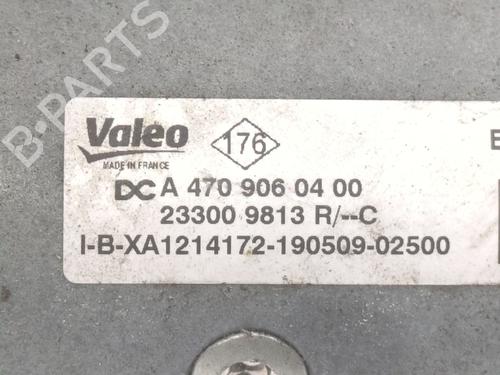 B-PARTS
Valeo
MADE IN FRANCE
176
DC A 470 906 04 00
23300 9813 R/--C
I-B-XA1214172-190509-02500